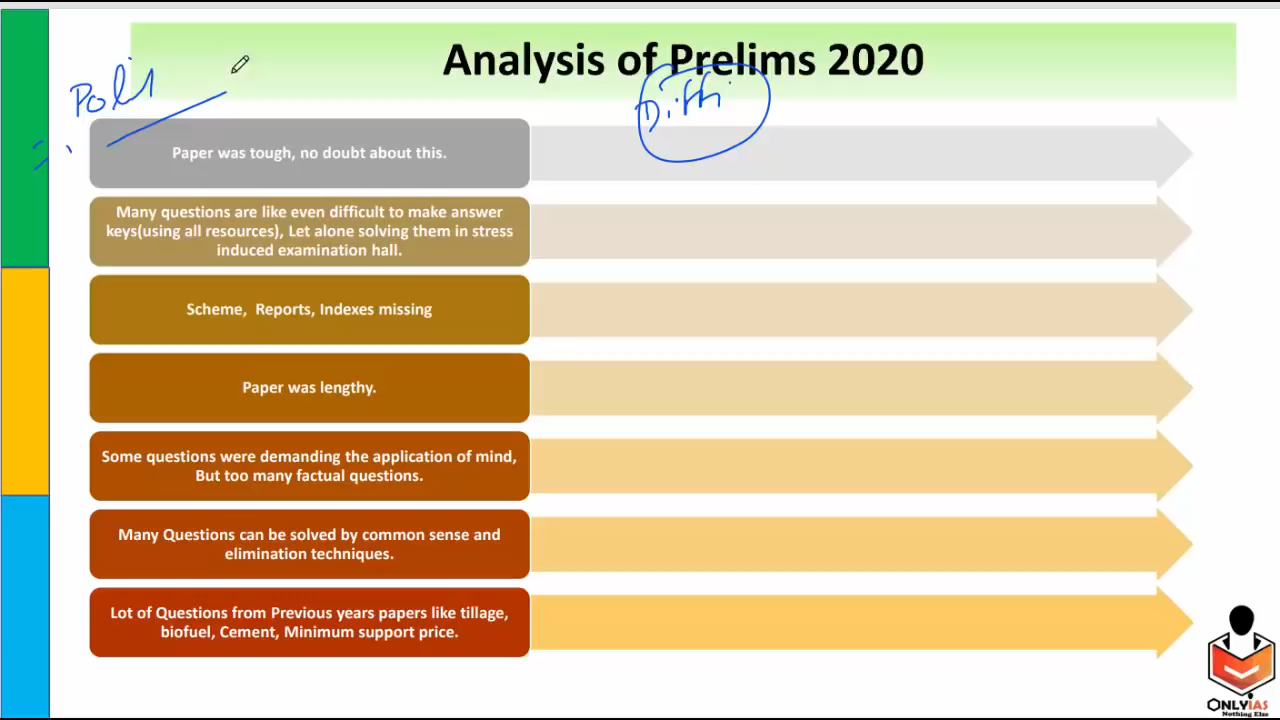 Analysis of Prelims 2020
Polit
Diffi
Paper was tough, no doubt about this.
Many questions are like even difficult to make answer
keys(using all resources), Let alone solving them in stress
induced examination hall.
Scheme,  Reports, Indexes missing
Paper was lengthy.
Some questions were demanding the application of mind,
But too many factual questions.
Many Questions can be solved by common sense and
elimination techniques.
Lot of Questions from Previous years papers like tillage,
biofuel, Cement, Minimum support price.
ONLYIAS
Nothing Else